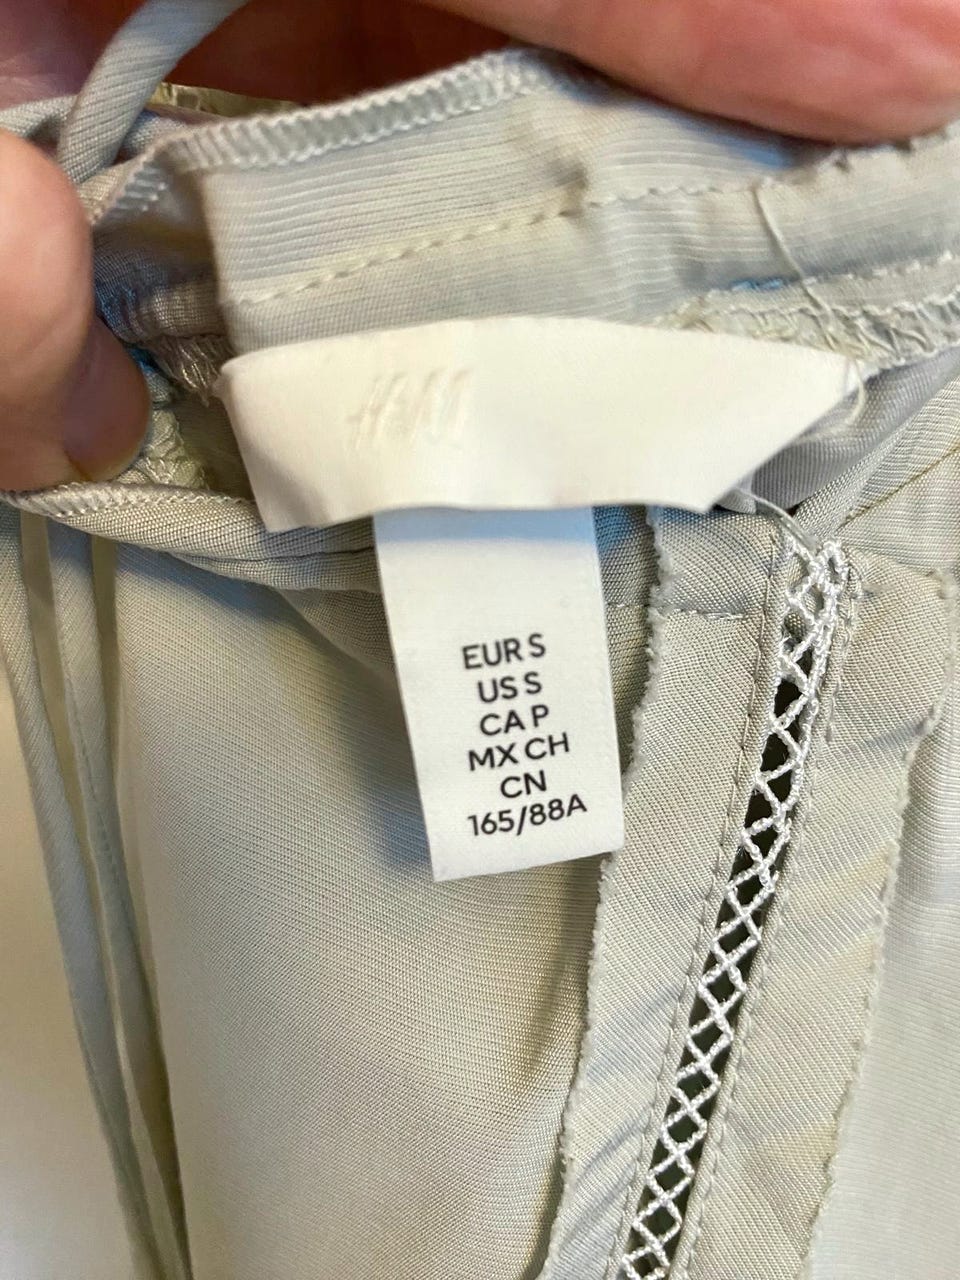 H&M
EUR S
US S
CA P
MX CH
CN
165/88A